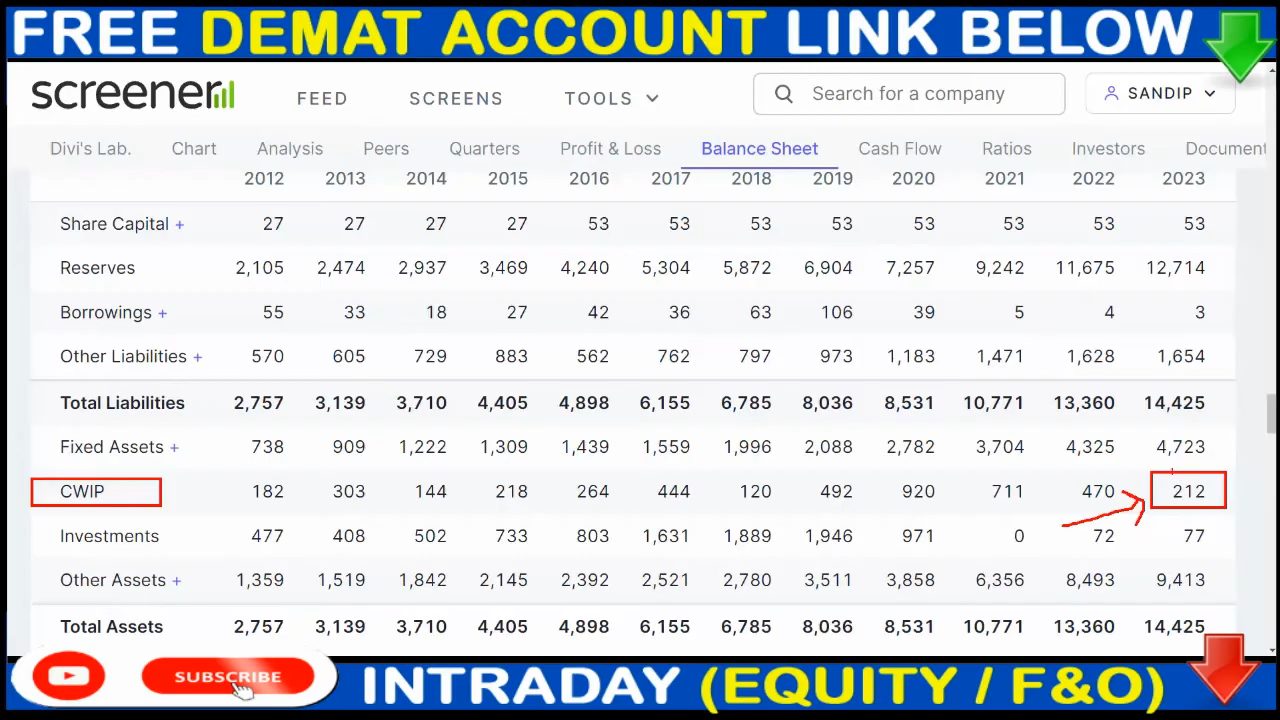 FREE DEMAT ACCOUNT LINK BELOW
screener FEED SCREENS TOOLS Search for a company SANDIP
Divi's Lab. Chart Analysis Peers Quarters Profit & Loss Balance Sheet Cash Flow Ratios Investors Document
2012 2013 2014 2015 2016 2017 2018 2019 2020 2021 2022 2023
Share Capital + 27 27 27 27 53 53 53 53 53 53 53 53
Reserves 2,105 2,474 2,937 3,469 4,240 5,304 5,872 6,904 7,257 9,242 11,675 12,714
Borrowings + 55 33 18 27 42 36 63 106 39 5 4 3
Other Liabilities + 570 605 729 883 562 762 797 973 1,183 1,471 1,628 1,654
Total Liabilities 2,757 3,139 3,710 4,405 4,898 6,155 6,785 8,036 8,531 10,771 13,360 14,425
Fixed Assets + 738 909 1,222 1,309 1,439 1,559 1,996 2,088 2,782 3,704 4,325 4,723
CWIP 182 303 144 218 264 444 120 492 920 711 470 212
Investments 477 408 502 733 803 1,631 1,889 1,946 971 0 72 77
Other Assets + 1,359 1,519 1,842 2,145 2,392 2,521 2,780 3,511 3,858 6,356 8,493 9,413
Total Assets 2,757 3,139 3,710 4,405 4,898 6,155 6,785 8,036 8,531 10,771 13,360 14,425
SUBSCRIBE INTRADAY (EQUITY / F&O)